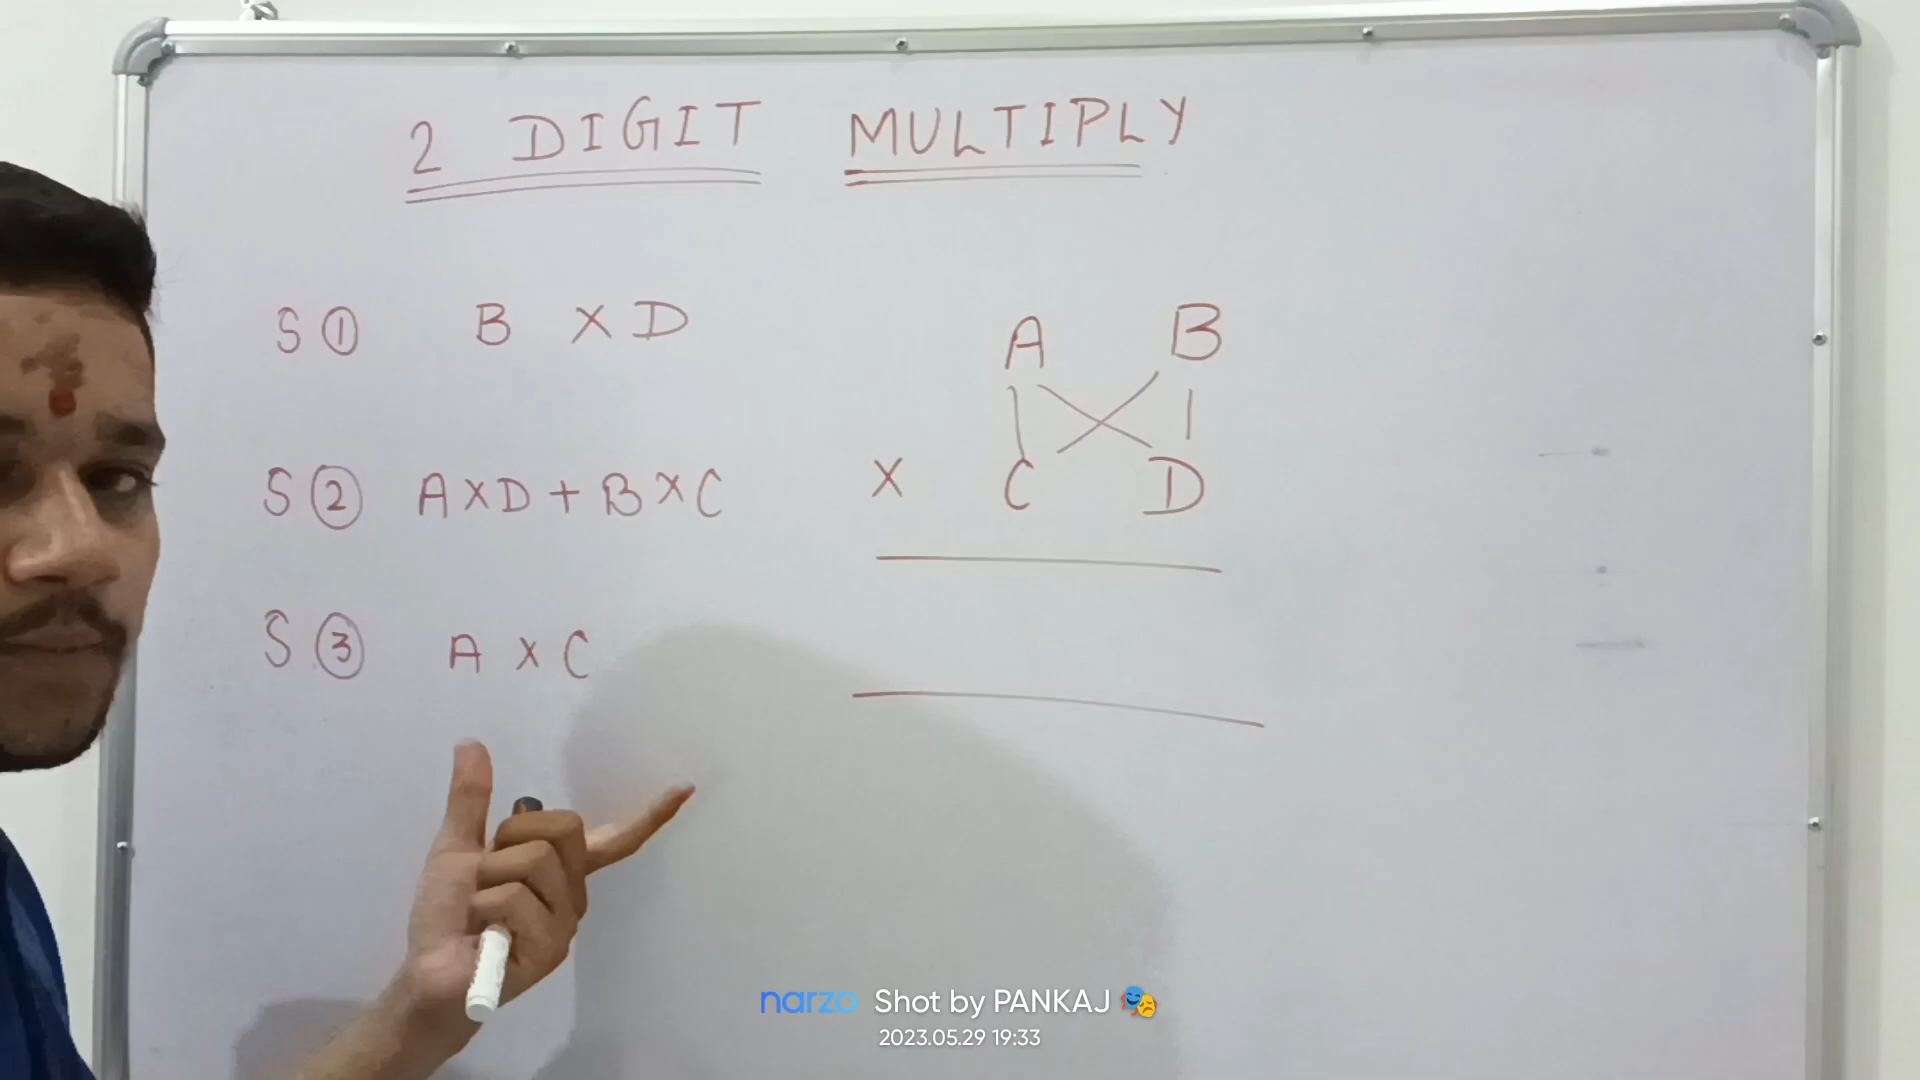 2 DIGIT MULTIPLY
S ① B X D
S ② A X D + B X C
S ③ A X C
A B
X C D
narzo Shot by PANKAJ 🎭
2023.05.29 19:33